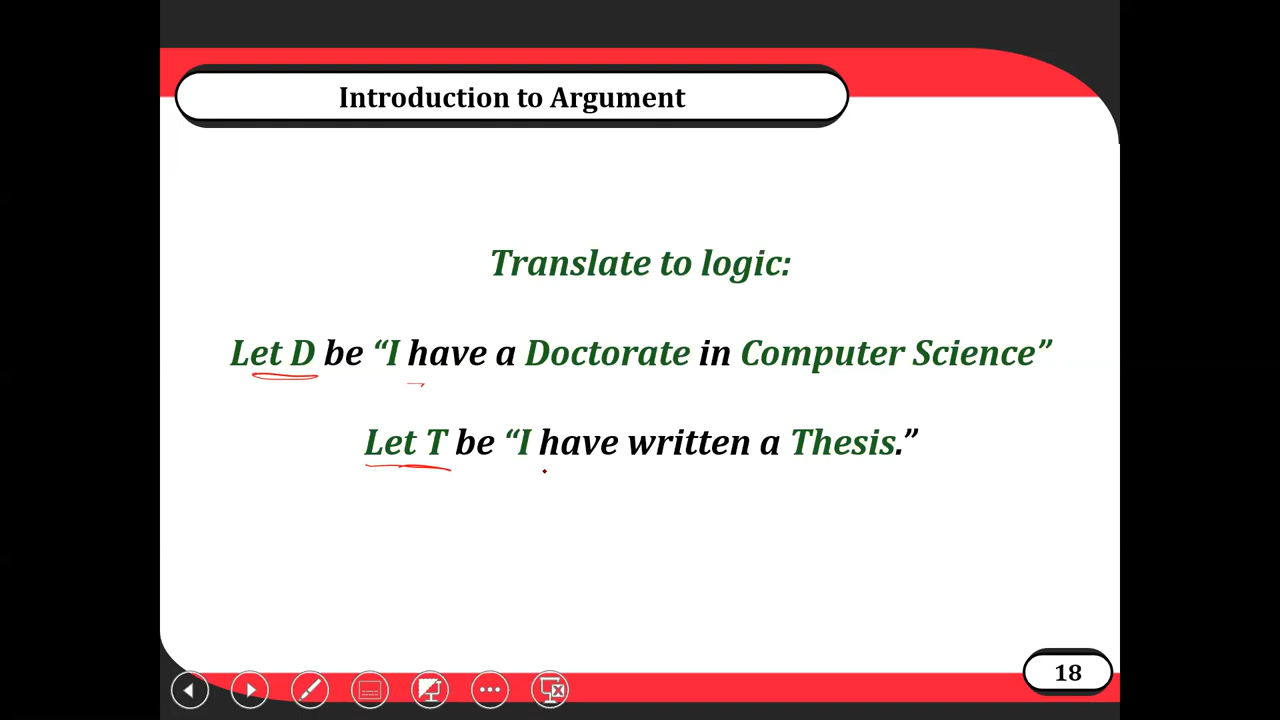 Introduction to Argument
Translate to logic:
Let D be “I have a Doctorate in Computer Science”
Let T be “I have written a Thesis.”
18